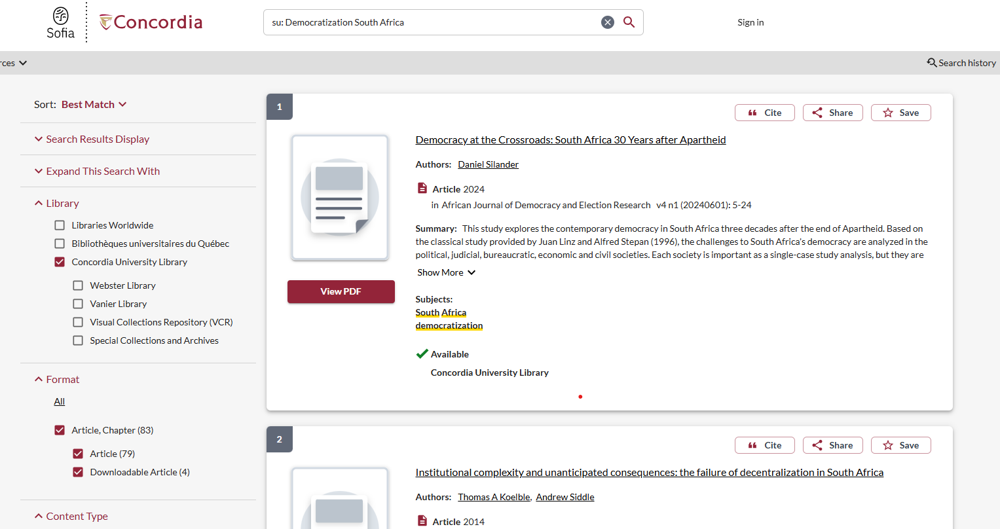 Sofia
Concordia
su: Democratization South Africa
Sign in
rces
Search history
Sort: Best Match
Search Results Display
Expand This Search With
Library
Libraries Worldwide
Bibliothèques universitaires du Québec
Concordia University Library
Webster Library
Vanier Library
Visual Collections Repository (VCR)
Special Collections and Archives
Format
All
Article, Chapter (83)
Article (79)
Downloadable Article (4)
Content Type
1
Cite
Share
Save
Democracy at the Crossroads: South Africa 30 Years after Apartheid
Authors: Daniel Silander
Article 2024
in African Journal of Democracy and Election Research v4 n1 (20240601): 5-24
Summary: This study explores the contemporary democracy in South Africa three decades after the end of Apartheid. Based on
the classical study provided by Juan Linz and Alfred Stepan (1996), the challenges to South Africa's democracy are analyzed in the
political, judicial, bureaucratic, economic and civil societies. Each society is important as a single-case study analysis, but they are
Show More
View PDF
Subjects:
South Africa
democratization
Available
Concordia University Library
2
Cite
Share
Save
Institutional complexity and unanticipated consequences: the failure of decentralization in South Africa
Authors: Thomas A Koelble, Andrew Siddle
Article 2014